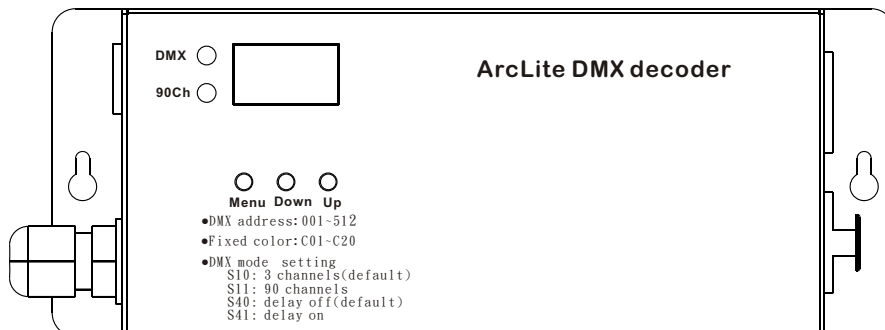 DMX
90Ch
ArcLite DMX decoder
Menu Down Up
●DMX address:001~512
●Fixed color:C01~C20
●DMX mode setting
S10: 3 channels(default)
S11: 90 channels
S40: delay off(default)
S41: delay on